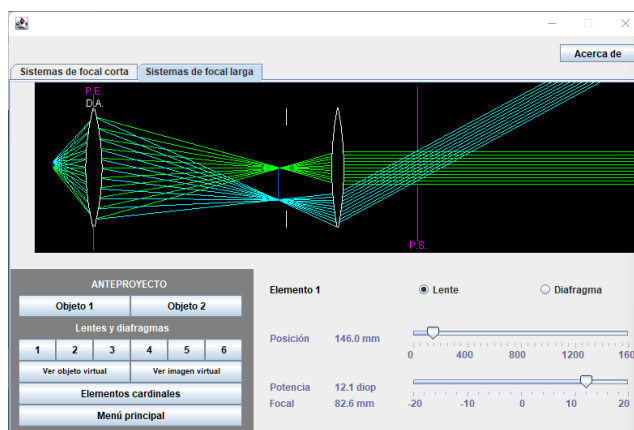 Acerca de
Sistemas de focal corta Sistemas de focal larga
P.E.
D.A.
P.S.
ANTEPROYECTO
Objeto 1 Objeto 2
Lentes y diafragmas
1 2 3 4 5 6
Ver objeto virtual Ver imagen virtual
Elementos cardinales
Menú principal
Elemento 1 Lente Diafragma
Posición 146.0 mm
0 400 800 1200 160
Potencia 12.1 diop
Focal 82.6 mm
-20 -10 0 10 20